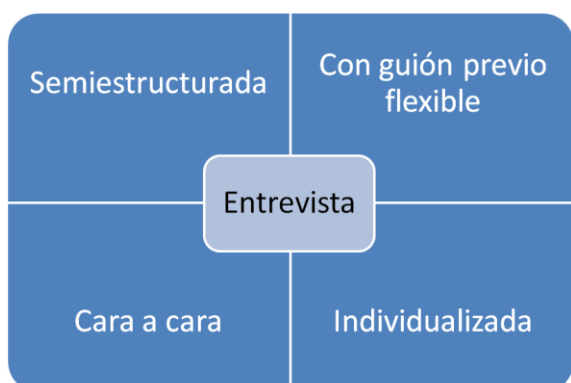 Semiestructurada
Con guión previo
flexible
Entrevista
Cara a cara
Individualizada